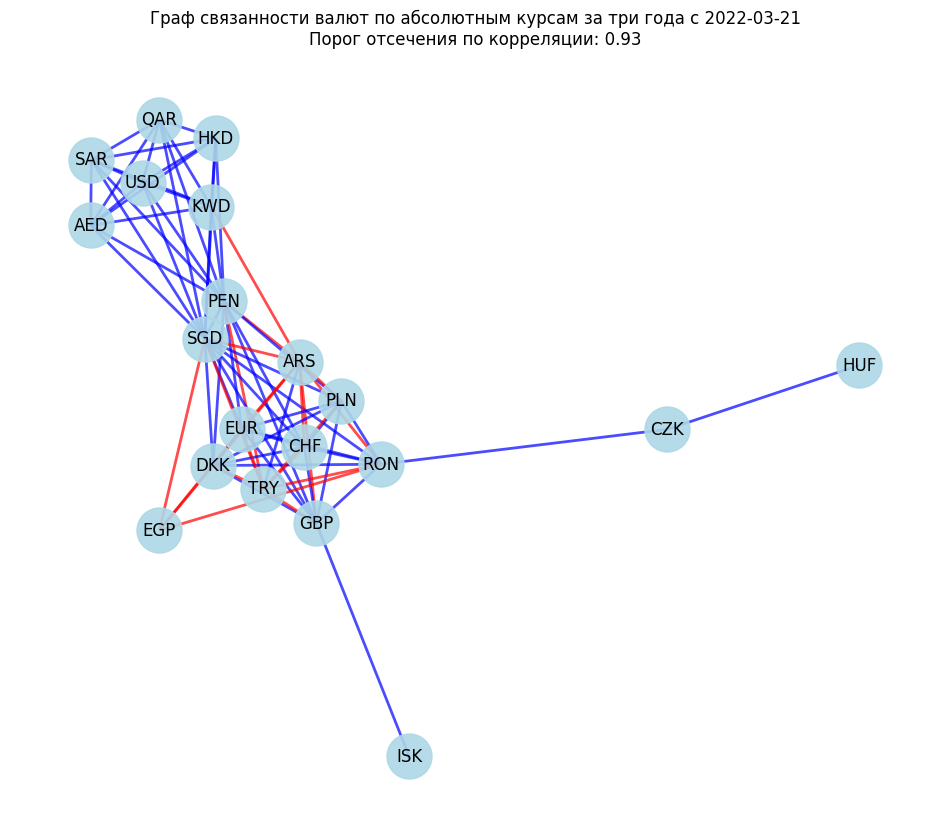 Граф связанности валют по абсолютным курсам за три года с 2022-03-21
Порог отсечения по корреляции: 0.93
QAR
HKD
SAR
USD
KWD
AED
PEN
SGD
ARS
HUF
PLN
EUR
CZK
CHF
DKK
RON
TRY
EGP
GBP
ISK